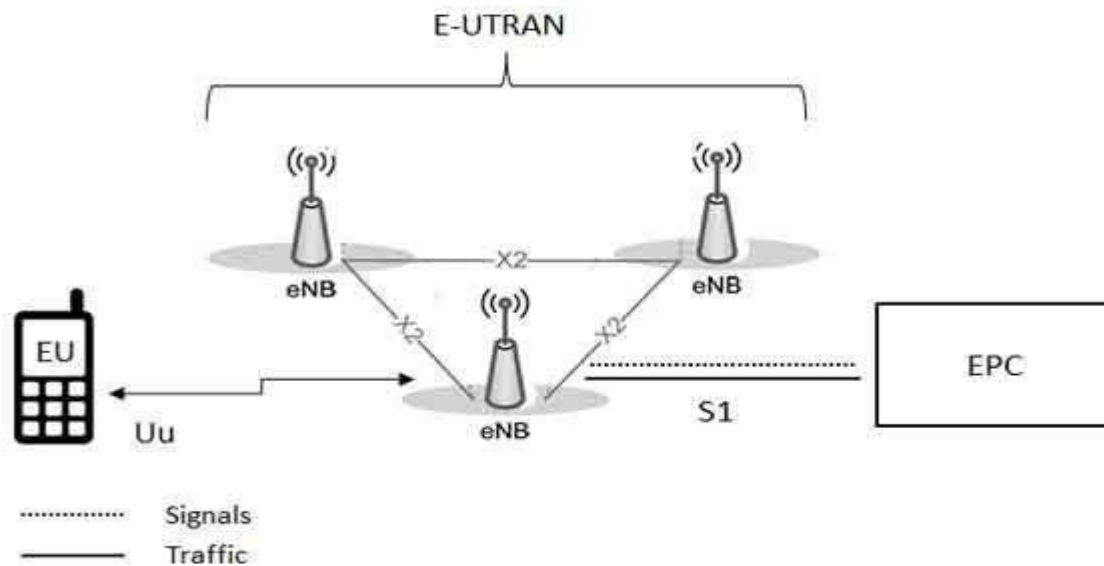 E-UTRAN
X2
eNB
eNB
X2
X2
EU
EPC
Uu
eNB
S1
Signals
Traffic